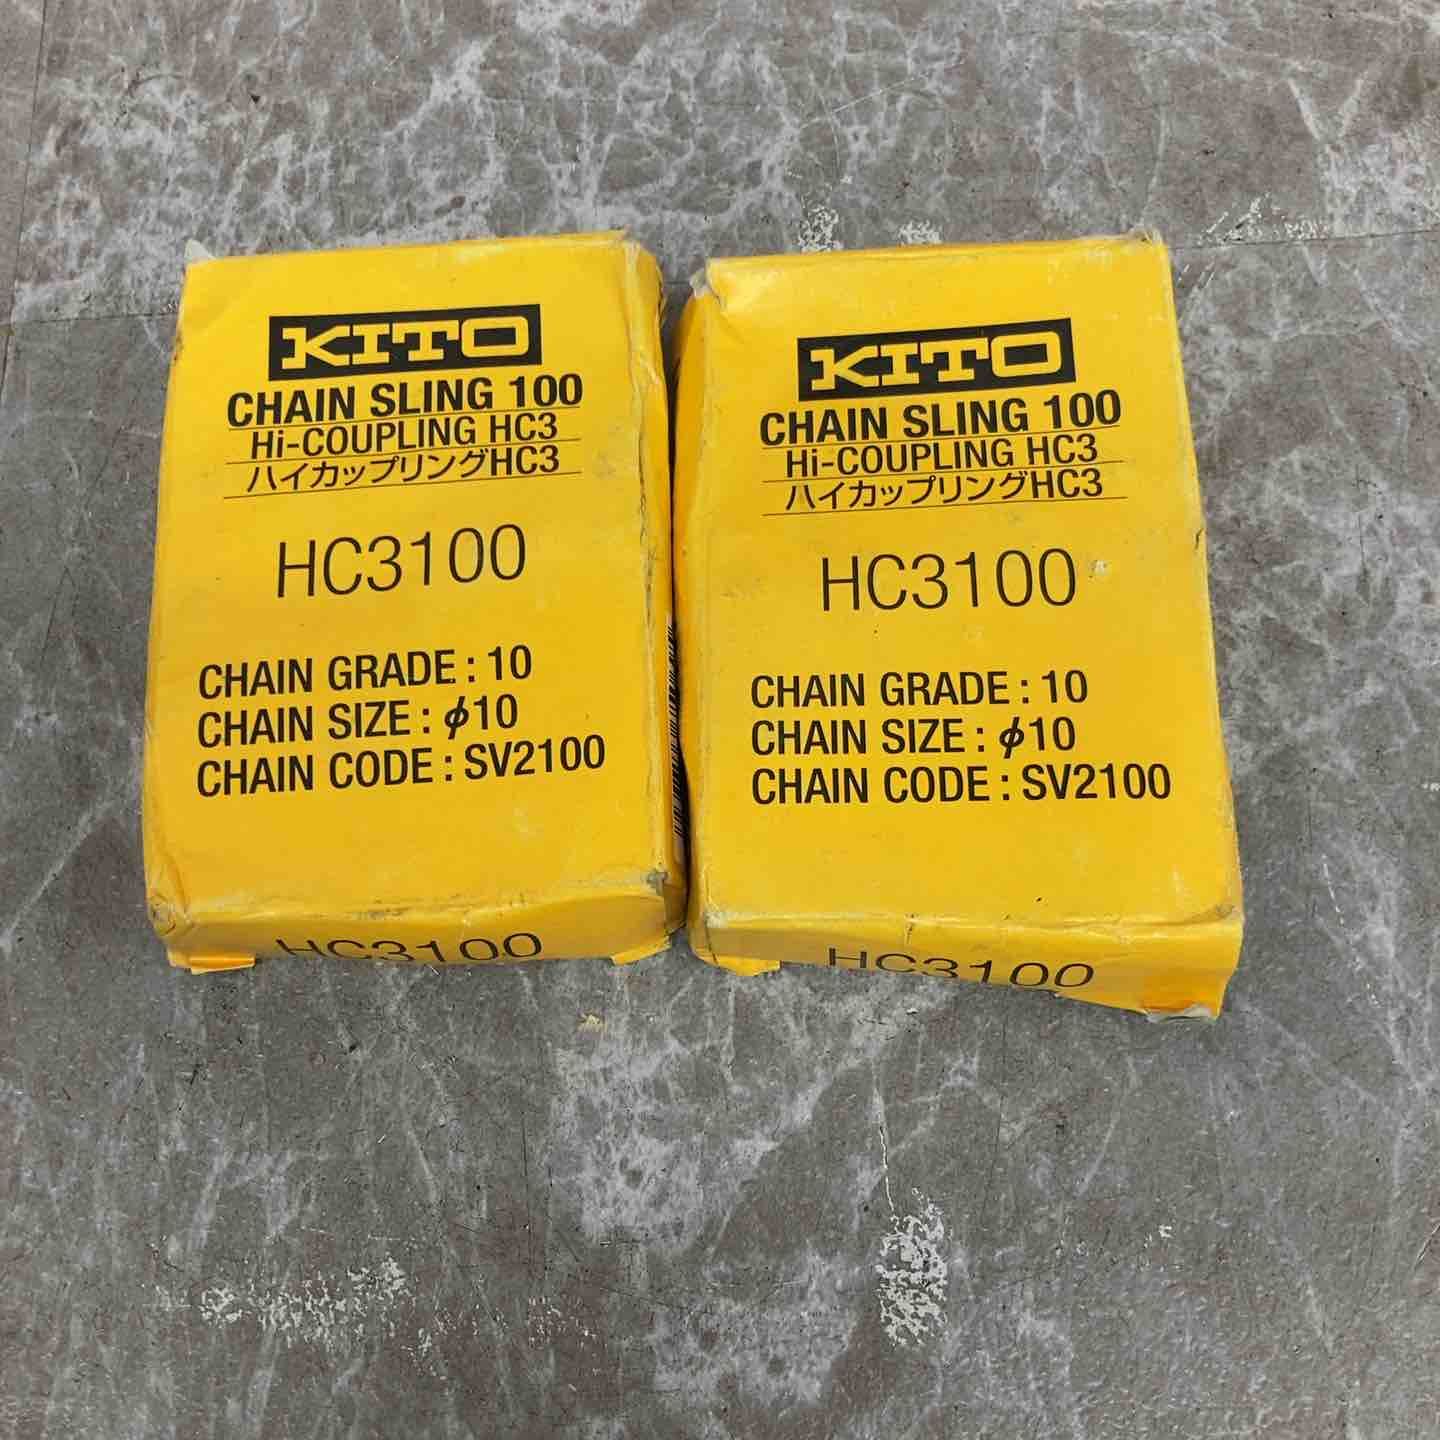 KITO
CHAIN SLING 100
Hi-COUPLING HC3
ハイカップリングHC3
HC3100
CHAIN GRADE : 10
CHAIN SIZE : ϕ10
CHAIN CODE : SV2100
HC3100
KITO
CHAIN SLING 100
Hi-COUPLING HC3
ハイカップリングHC3
HC3100
CHAIN GRADE : 10
CHAIN SIZE : ϕ10
CHAIN CODE : SV2100
HC3100